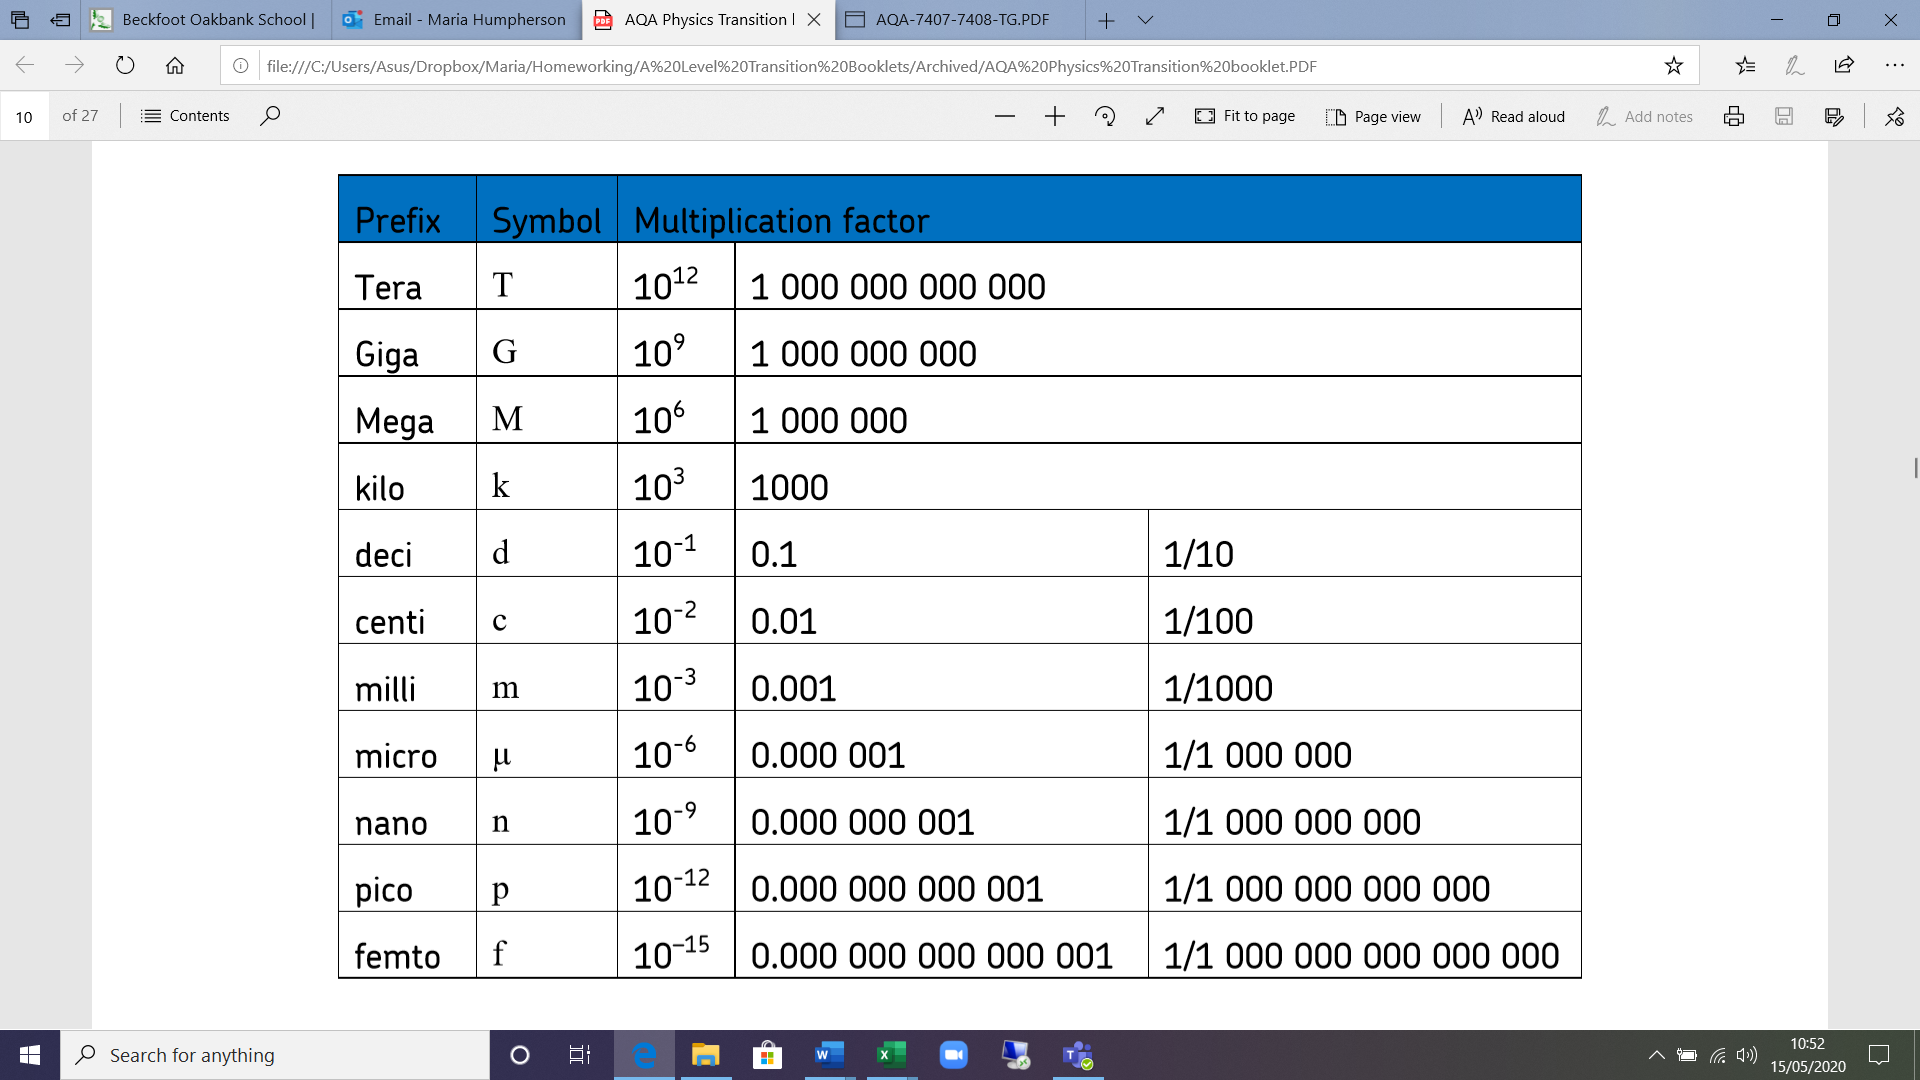 Beckfoot Oakbank School |
Email - Maria Humpherson
AQA Physics Transition
AQA-7407-7408-TG.PDF
file:///C:/Users/Asus/Dropbox/Maria/Homeworking/A%20Level%20Transition%20Booklets/Archived/AQA%20Physics%20Transition%20booklet.PDF
10 of 27 Contents Fit to page Page view Read aloud Add notes
Prefix Symbol Multiplication factor
Tera T 10¹² 1 000 000 000 000
Giga G 10⁹ 1 000 000 000
Mega M 10⁶ 1 000 000
kilo k 10³ 1000
deci d 10⁻¹ 0.1 1/10
centi c 10⁻² 0.01 1/100
milli m 10⁻³ 0.001 1/1000
micro µ 10⁻⁶ 0.000 001 1/1 000 000
nano n 10⁻⁹ 0.000 000 001 1/1 000 000 000
pico p 10⁻¹² 0.000 000 000 001 1/1 000 000 000 000
femto f 10⁻¹⁵ 0.000 000 000 000 001 1/1 000 000 000 000 000
Search for anything
10:52
15/05/2020